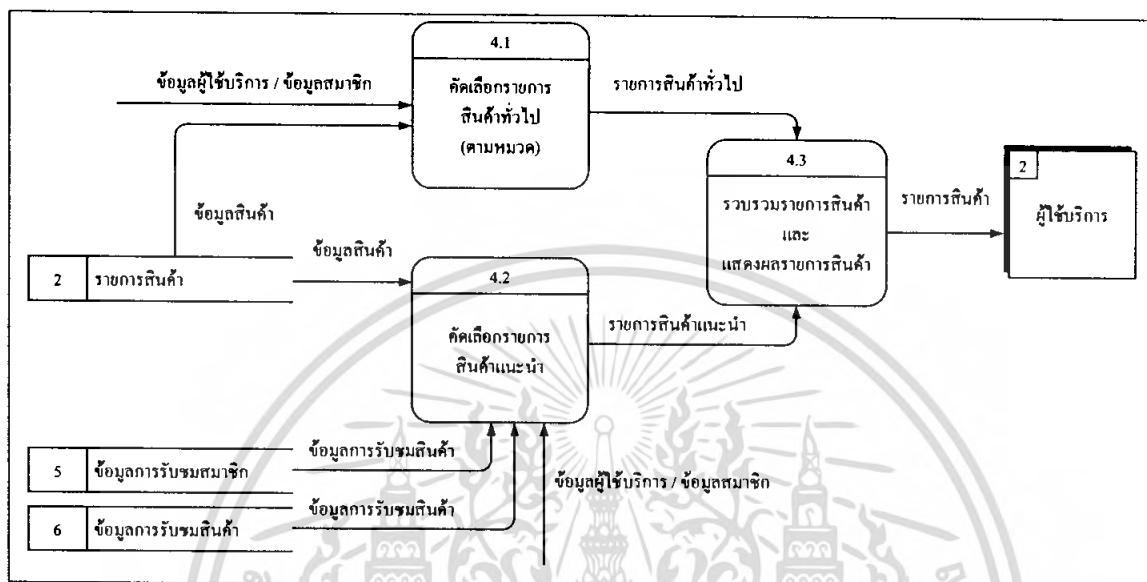 4.1
ข้อมูลผู้ใช้บริการ / ข้อมูลสมาชิก
คัดเลือกรายการ
สินค้าทั่วไป
(ตามหมวด)
รายการสินค้าทั่วไป
4.3
รวบรวมรายการสินค้า
และ
แสดงผลรายการสินค้า
รายการสินค้า
2
ผู้ใช้บริการ
ข้อมูลสินค้า
ข้อมูลสินค้า
2 รายการสินค้า
4.2
คัดเลือกรายการ
สินค้าแนะนำ
รายการสินค้าแนะนำ
ข้อมูลการรับชมสินค้า
5 ข้อมูลการรับชมสมาชิก
ข้อมูลผู้ใช้บริการ / ข้อมูลสมาชิก
ข้อมูลการรับชมสินค้า
6 ข้อมูลการรับชมสินค้า